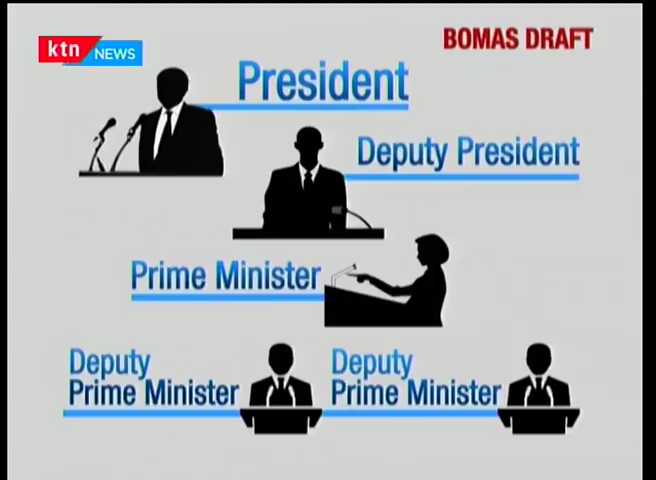 ktn NEWS
BOMAS DRAFT
President
Deputy President
Prime Minister
Deputy
Prime Minister
Deputy
Prime Minister